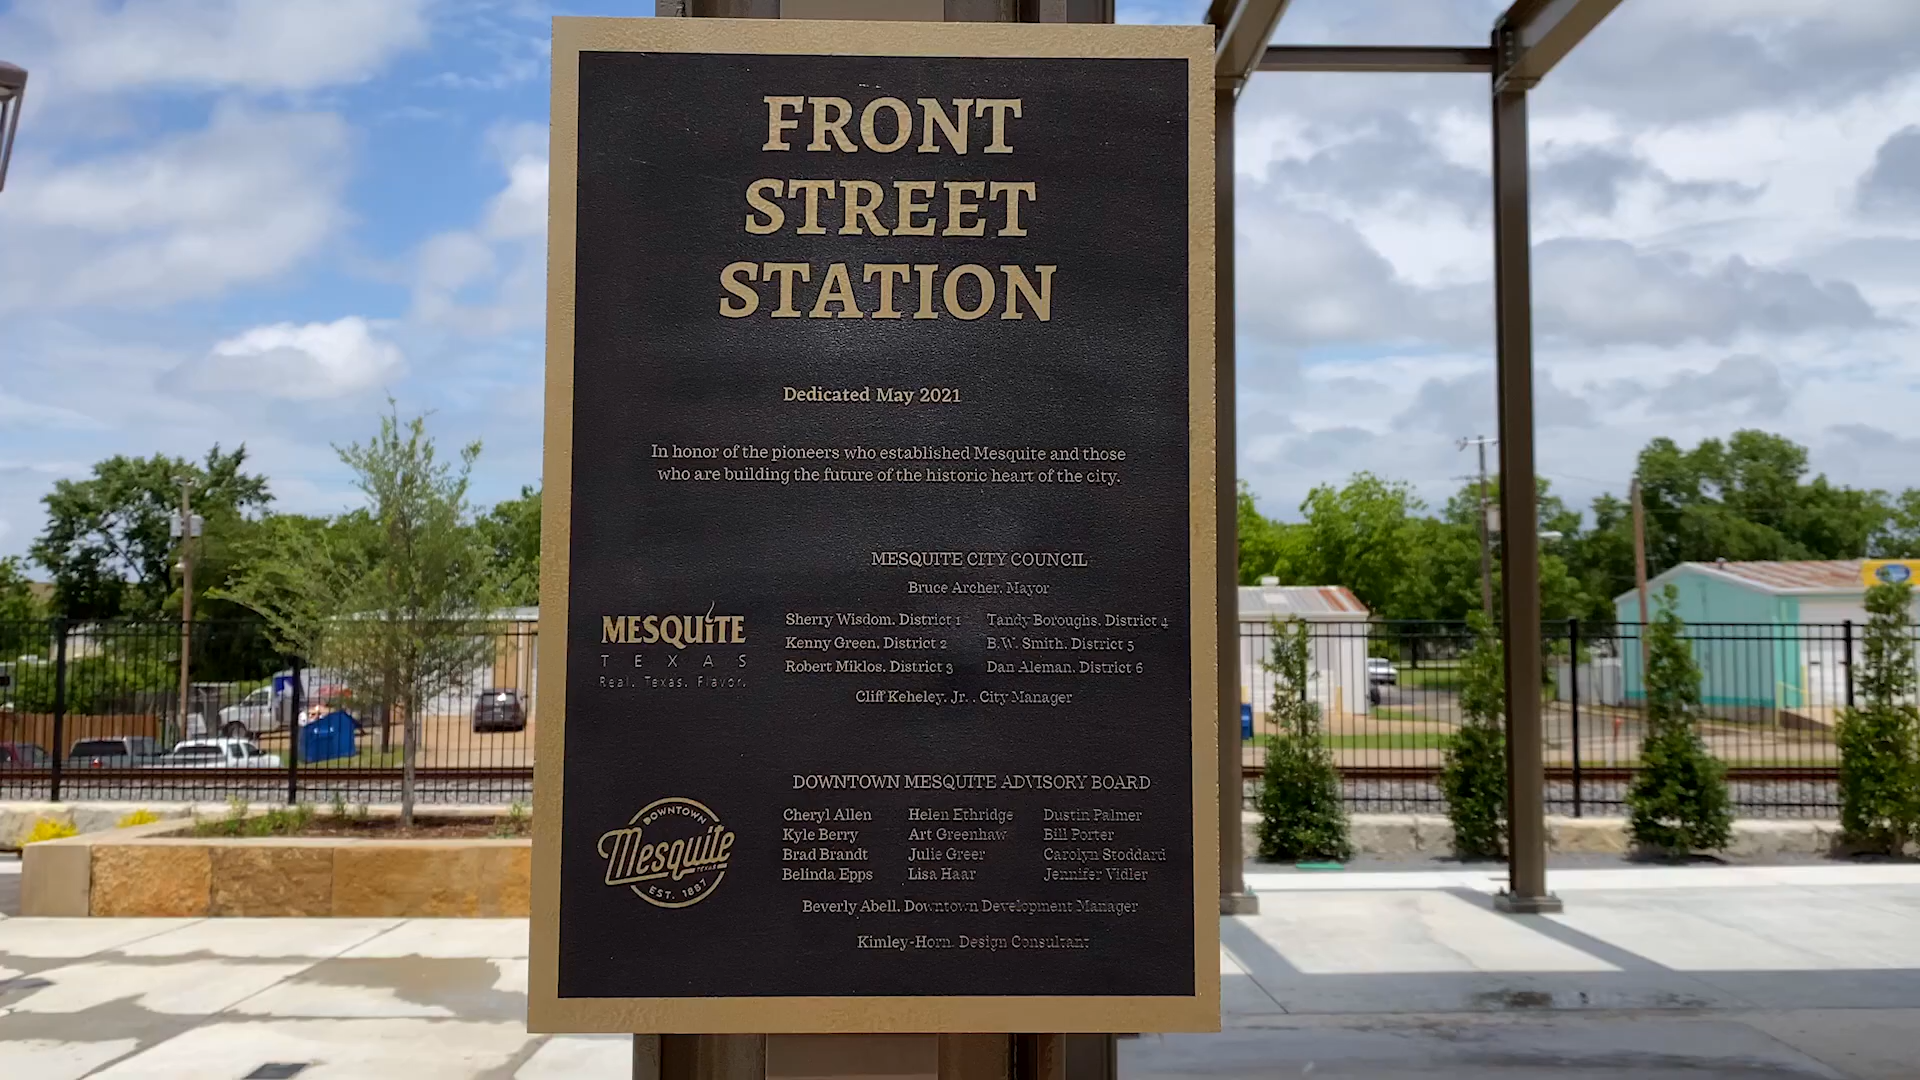 FRONT
STREET
STATION
Dedicated May 2021
In honor of the pioneers who established Mesquite and those
who are building the future of the historic heart of the city.
MESQUITE CITY COUNCIL
Bruce Archer, Mayor
Sherry Wisdom, District 1 Tandy Boroughs, District 4
Kenny Green, District 2 B.W. Smith, District 5
Robert Miklos, District 3 Dan Aleman, District 6
Cliff Keheley, Jr., City Manager
MESQUITE
TEXAS
Real. Texas. Flavor.
DOWNTOWN MESQUITE ADVISORY BOARD
Cheryl Allen Helen Ethridge Dustin Palmer
Kyle Berry Art Greenhaw Bill Porter
Brad Brandt Julie Greer Carolyn Stoddard
Belinda Epps Lisa Haar Jennifer Vidler
Beverly Abell, Downtown Development Manager
Kimley-Horn, Design Consultant
DOWNTOWN
Mesquite
TEXAS
EST. 1887